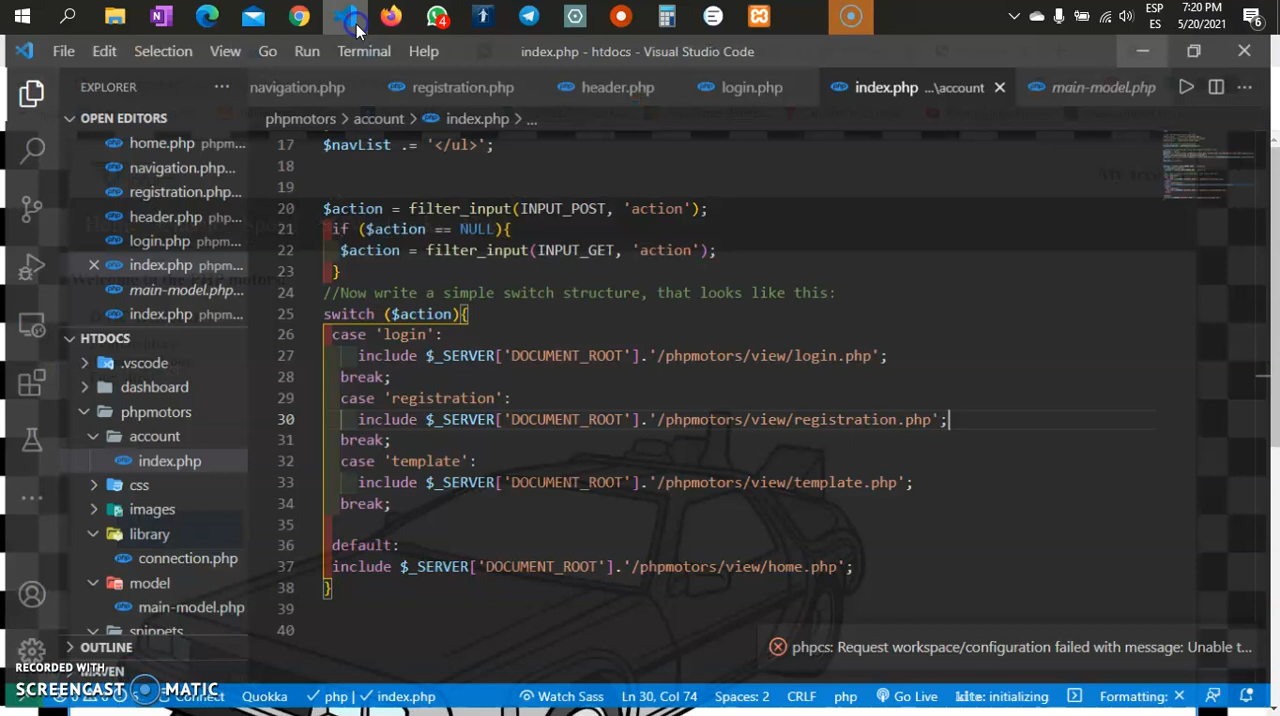 4
ESP
ES
7:20 PM
5/20/2021
6
File Edit Selection View Go Run Terminal Help
index.php - htdocs - Visual Studio Code
EXPLORER
navigation.php registration.php header.php login.php index.php ...\account main-model.php
OPEN EDITORS
phpmotors > account > index.php > ...
home.php phpm...
navigation.php...
registration.php...
header.php phpm...
login.php phpm...
index.php phpm...
main-model.php...
index.php phpm...
HTDOCS
.vscode
dashboard
phpmotors
account
index.php
css
images
library
connection.php
model
main-model.php
snippets
OUTLINE
MAVEN
17 $navList .= '</ul>';
18
19
20 $action = filter_input(INPUT_POST, 'action');
21 if ($action == NULL){
22 $action = filter_input(INPUT_GET, 'action');
23 }
24 //Now write a simple switch structure, that looks like this:
25 switch ($action){
26 case 'login':
27 include $_SERVER['DOCUMENT_ROOT'].'/phpmotors/view/login.php';
28 break;
29 case 'registration':
30 include $_SERVER['DOCUMENT_ROOT'].'/phpmotors/view/registration.php';
31 break;
32 case 'template':
33 include $_SERVER['DOCUMENT_ROOT'].'/phpmotors/view/template.php';
34 break;
35
36 default:
37 include $_SERVER['DOCUMENT_ROOT'].'/phpmotors/view/home.php';
38 }
39
40
phpcs: Request workspace/configuration failed with message: Unable t...
RECORDED WITH
SCREENCAST MATIC
Connect Quokka php index.php Watch Sass Ln 30, Col 74 Spaces: 2 CRLF php Go Live kite: initializing Formatting: